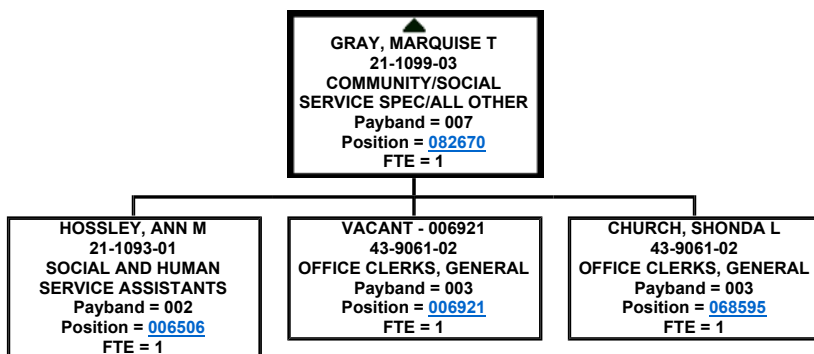 GRAY, MARQUISE T
21-1099-03
COMMUNITY/SOCIAL
SERVICE SPEC/ALL OTHER
Payband = 007
Position = 082670
FTE = 1
HOSSLEY, ANN M
21-1093-01
SOCIAL AND HUMAN
SERVICE ASSISTANTS
Payband = 002
Position = 006506
FTE = 1
VACANT - 006921
43-9061-02
OFFICE CLERKS, GENERAL
Payband = 003
Position = 006921
FTE = 1
CHURCH, SHONDA L
43-9061-02
OFFICE CLERKS, GENERAL
Payband = 003
Position = 068595
FTE = 1